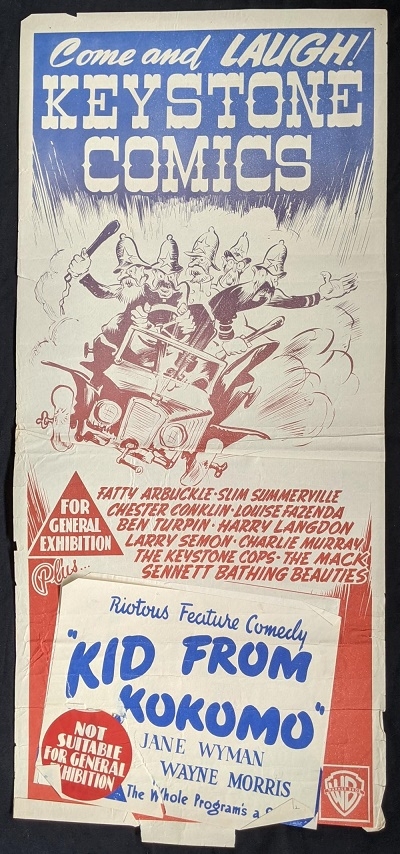 Come and LAUGH!
KEYSTONE
COMICS
FATTY ARBUCKLE · SLIM SUMMERVILLE
CHESTER CONKLIN · LOUISE FAZENDA
BEN TURPIN · HARRY LANGDON
LARRY SEMON · CHARLIE MURRAY
THE KEYSTONE COPS · THE MACK
SENNETT BATHING BEAUTIES
FOR
GENERAL
EXHIBITION
Plus...
Riotous Feature Comedy
"KID FROM
KOKOMO"
JANE WYMAN
WAYNE MORRIS
The Whole Program's a
NOT
SUITABLE
FOR GENERAL
EXHIBITION
WB